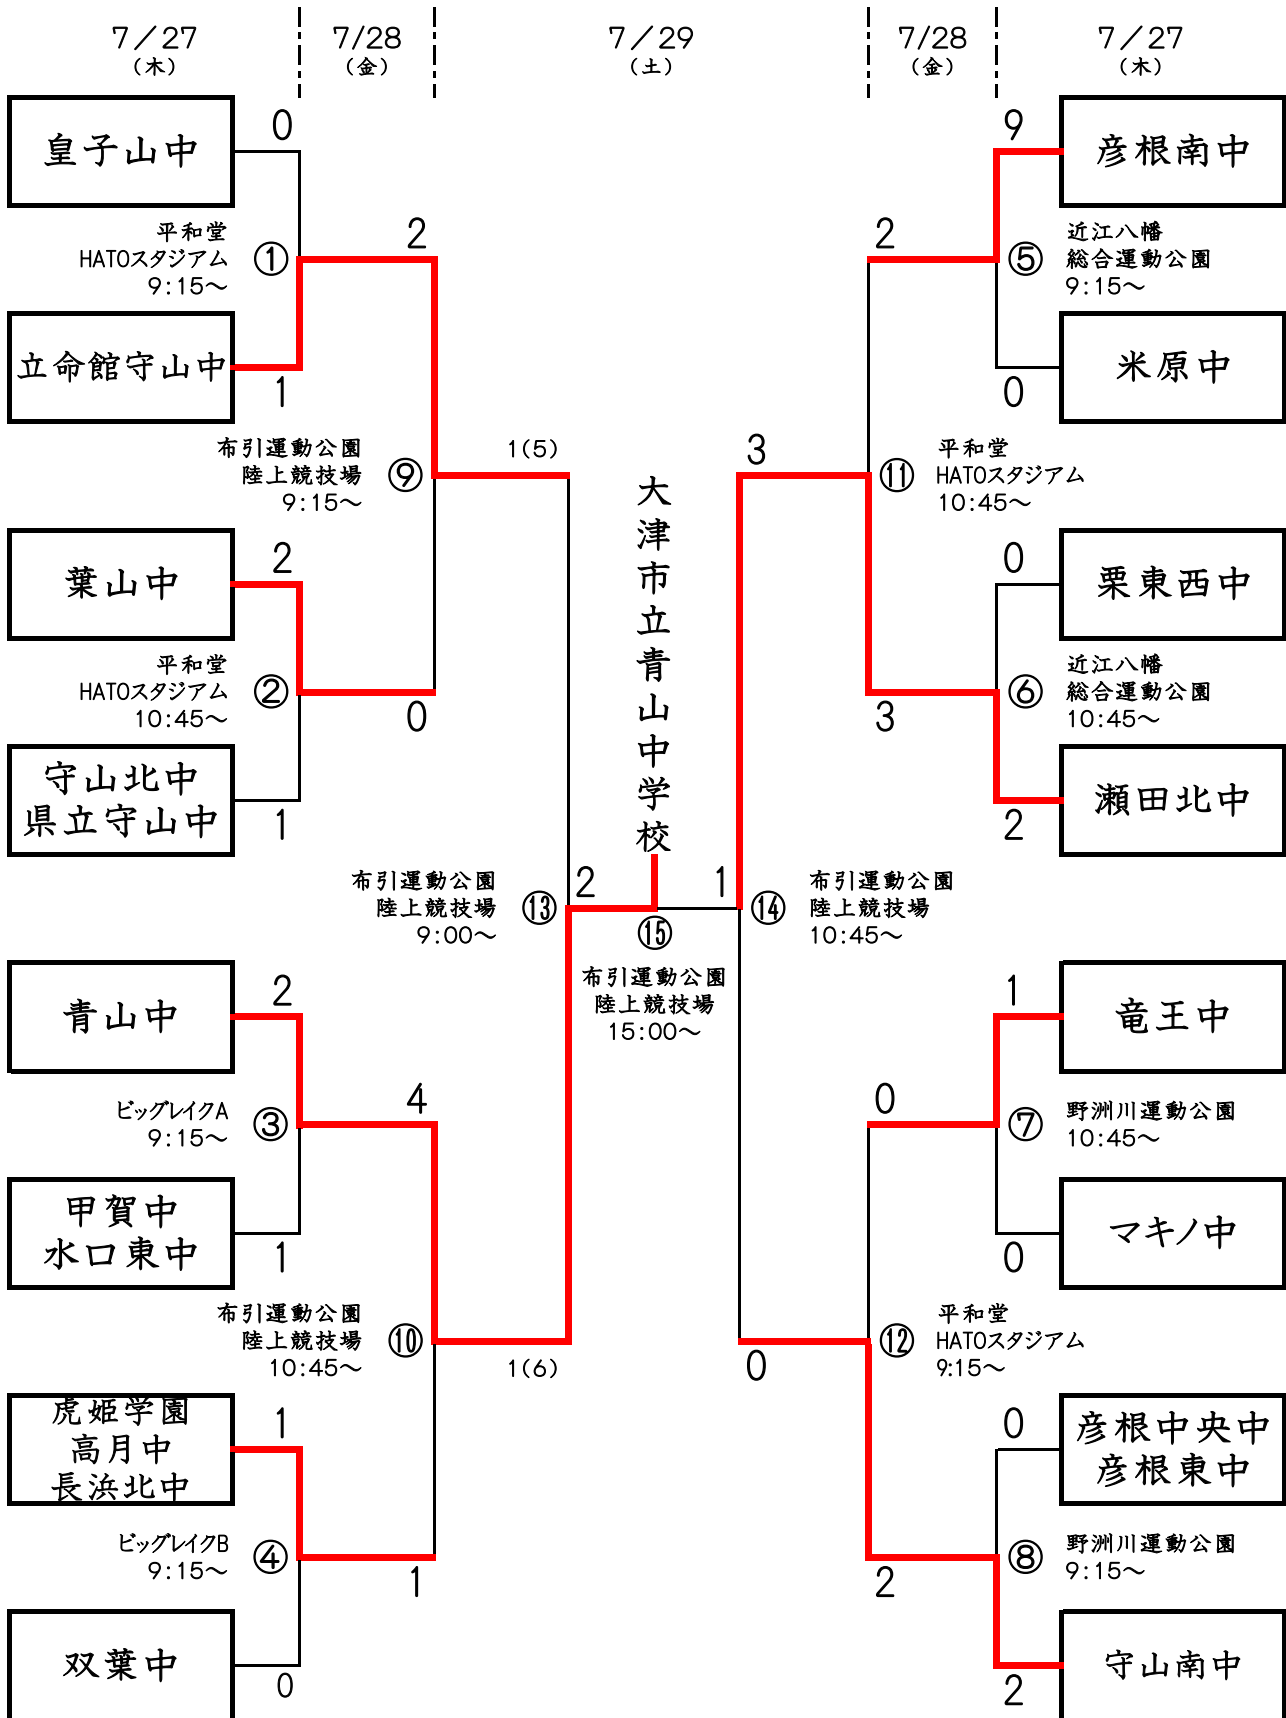 7／27
（木）
7/28
（金）
7／29
（土）
7/28
（金）
7／27
（木）
皇子山中
0
平和堂
HATOスタジアム
9:15～
①
立命館守山中
1
2
布引運動公園
陸上競技場
9:15～
⑨
葉山中
2
平和堂
HATOスタジアム
10:45～
②
守山北中
県立守山中
1
0
1(5)
青山中
2
ビッグレイクA
9:15～
③
甲賀中
水口東中
1
4
布引運動公園
陸上競技場
10:45～
⑩
虎姫学園
高月中
長浜北中
1
ビッグレイクB
9:15～
④
双葉中
0
1
1(6)
布引運動公園
陸上競技場
9:00～
⑬
2
大津市立青山中学校
⑮
布引運動公園
陸上競技場
15:00～
1
⑭
布引運動公園
陸上競技場
10:45～
3
彦根南中
9
近江八幡
総合運動公園
9:15～
⑤
米原中
0
2
平和堂
HATOスタジアム
10:45～
⑪
栗東西中
0
近江八幡
総合運動公園
10:45～
⑥
瀬田北中
2
3
竜王中
1
野洲川運動公園
10:45～
⑦
マキノ中
0
0
平和堂
HATOスタジアム
9:15～
⑫
0
彦根中央中
彦根東中
0
野洲川運動公園
9:15～
⑧
守山南中
2
2